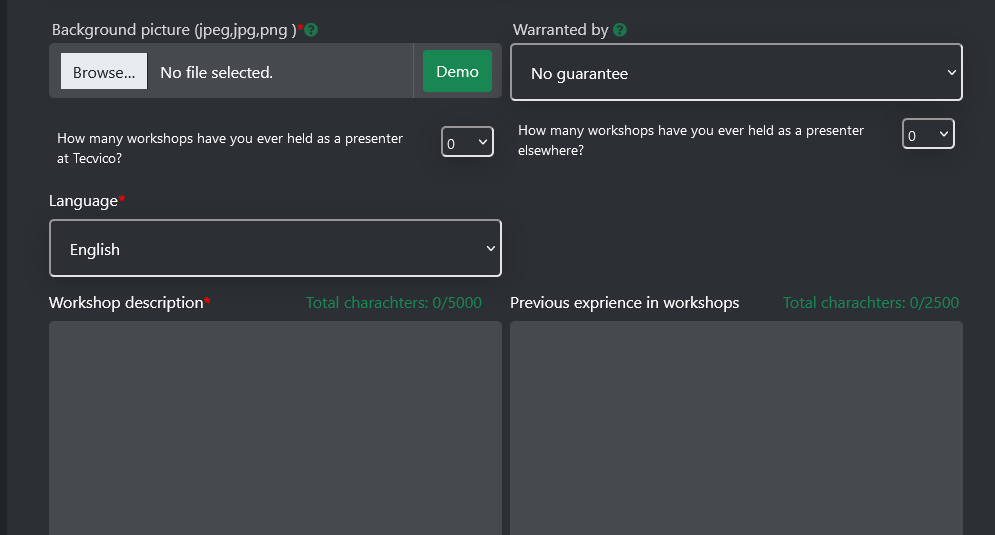 Background picture (jpeg,jpg,png )*
Warranted by
Browse... No file selected. Demo
No guarantee
How many workshops have you ever held as a presenter
at Tecvico?
0
How many workshops have you ever held as a presenter
elsewhere?
0
Language*
English
Workshop description* Total charachters: 0/5000
Previous exprience in workshops Total charachters: 0/2500